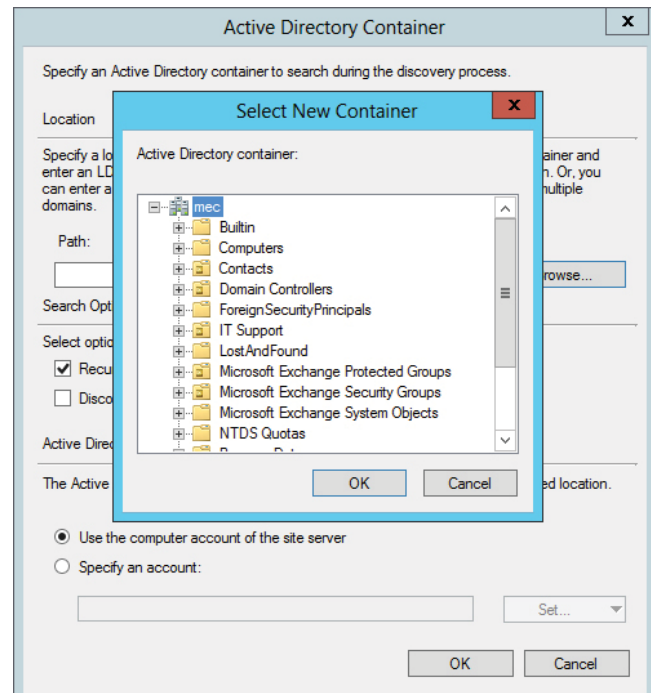 Active Directory Container
x
Specify an Active Directory container to search during the discovery process.
Location
Select New Container
x
Specify a lo
ainer and
enter an LD
n. Or, you
can enter a
multiple
domains.
Active Directory container:
mec
Builtin
Computers
Contacts
Domain Controllers
ForeignSecurityPrincipals
IT Support
LostAndFound
Microsoft Exchange Protected Groups
Microsoft Exchange Security Groups
Microsoft Exchange System Objects
NTDS Quotas
OK
Cancel
Path:
rowse...
Search Opt
Select optio
Recu
Disco
Active Direc
The Active
ed location.
Use the computer account of the site server
Specify an account:
Set...
OK
Cancel